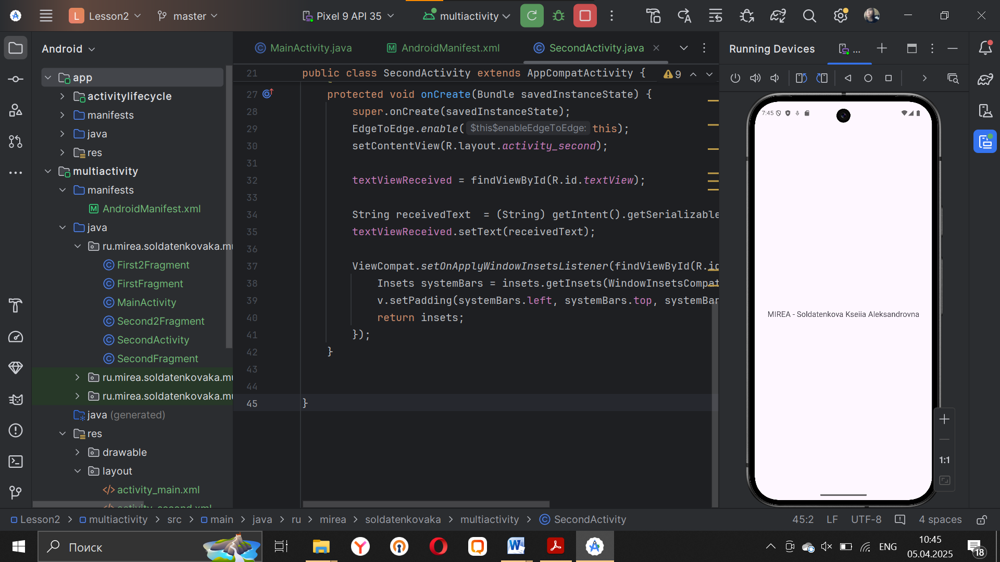 L Lesson2 master Pixel 9 API 35 multiactivity
Android
app
activitylifecycle
manifests
java
res
multiactivity
manifests
AndroidManifest.xml
java
ru.mirea.soldatenkovaka.mu
First2Fragment
FirstFragment
MainActivity
Second2Fragment
SecondActivity
SecondFragment
ru.mirea.soldatenkovaka.mu
ru.mirea.soldatenkovaka.mu
java (generated)
res
drawable
layout
activity_main.xml
activity_second.xml
MainActivity.java AndroidManifest.xml SecondActivity.java
21 public class SecondActivity extends AppCompatActivity { 9
27 protected void onCreate(Bundle savedInstanceState) {
28 super.onCreate(savedInstanceState);
29 EdgeToEdge.enable( $this$enableEdgeToEdge: this);
30 setContentView(R.layout.activity_second);
31
32 textViewReceived = findViewById(R.id.textView);
33
34 String receivedText  = (String) getIntent().getSerializable
35 textViewReceived.setText(receivedText);
36
37 ViewCompat.setOnApplyWindowInsetsListener(findViewById(R.id
38 Insets systemBars = insets.getInsets(WindowInsetsCompat
39 v.setPadding(systemBars.left, systemBars.top, systemBar
40 return insets;
41 });
42 }
43
44
45 }
Running Devices ...
7:45
MIREA - Soldatenkova Kseiia Aleksandrovna
1:1
Lesson2 > multiactivity > src > main > java > ru > mirea > soldatenkovaka > multiactivity > SecondActivity 45:2 LF UTF-8 4 spaces
Поиск
ENG
10:45
05.04.2025
18